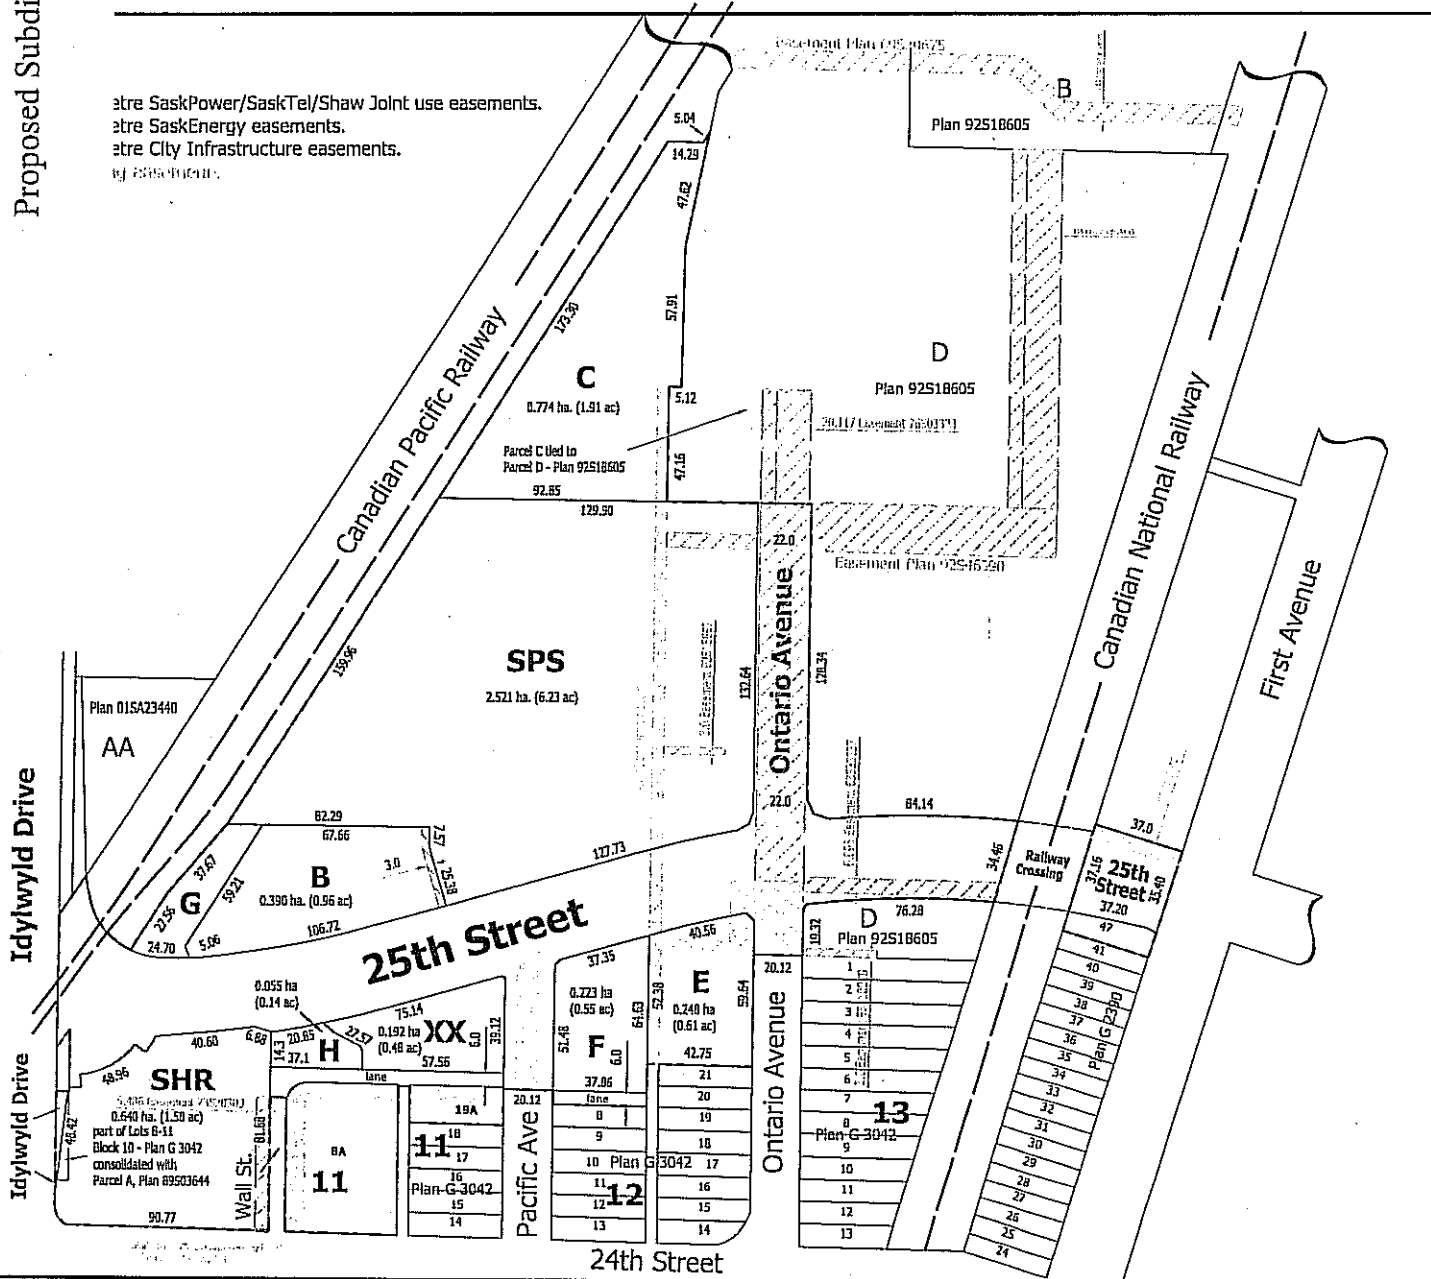 Proposed Subdi
etre SaskPower/SaskTel/Shaw Joint use easements.
etre SaskEnergy easements.
etre City Infrastructure easements.
B
Plan 92S18605
5.04
14.29
47.62
57.91
173.30
Canadian Pacific Railway
C
0.774 ha. (1.91 ac)
5.12
Parcel C tied to
Parcel D - Plan 92S18605
47.16
92.85
129.90
D
Plan 92S18605
Easement Plan 92S46590
Canadian National Railway
First Avenue
22.0
Ontario Avenue
132.64
128.34
22.0
SPS
2.521 ha. (6.23 ac)
159.96
Plan 01SA23440
AA
Idylwyld Drive
82.29
67.66
7.57
3.0
25.38
127.73
84.14
37.0
37.67
59.21
B
0.390 ha (0.96 ac)
G
22.56
24.70
5.06
106.72
25th Street
34.46
Railway
Crossing
37.16
25th
Street
35.40
37.20
76.28
D
Plan 92S18605
19.32
40.56
37.35
E
0.248 ha
(0.61 ac)
59.64
52.38
42.75
20.12
0.223 ha
(0.55 ac)
F
64.63
51.48
6.0
37.86
lane
0.055 ha
(0.14 ac)
75.14
0.192 ha
(0.48 ac)
XX
6.0
39.12
57.56
22.57
20.85
14.3
H
37.1
lane
6.88
40.60
48.96
SHR
0.640 ha. (1.58 ac)
part of Lots 8-11
Block 10 - Plan G 3042
consolidated with
Parcel A, Plan 89S03644
48.42
Idylwyld Drive
90.77
81.68
Wall St.
8A
11
19A
18
11
17
16
Plan G 3042
15
14
20.12
Pacific Ave
8
9
10
11
12
13
Plan G 3042
12
21
20
19
18
17
16
15
14
24th Street
Ontario Avenue
1
2
3
4
5
6
7
8
13
Plan G 3042
9
10
11
12
13
47
41
40
39
38
37
36
35
34
33
32
31
30
29
28
27
26
25
24
Plan G 2390